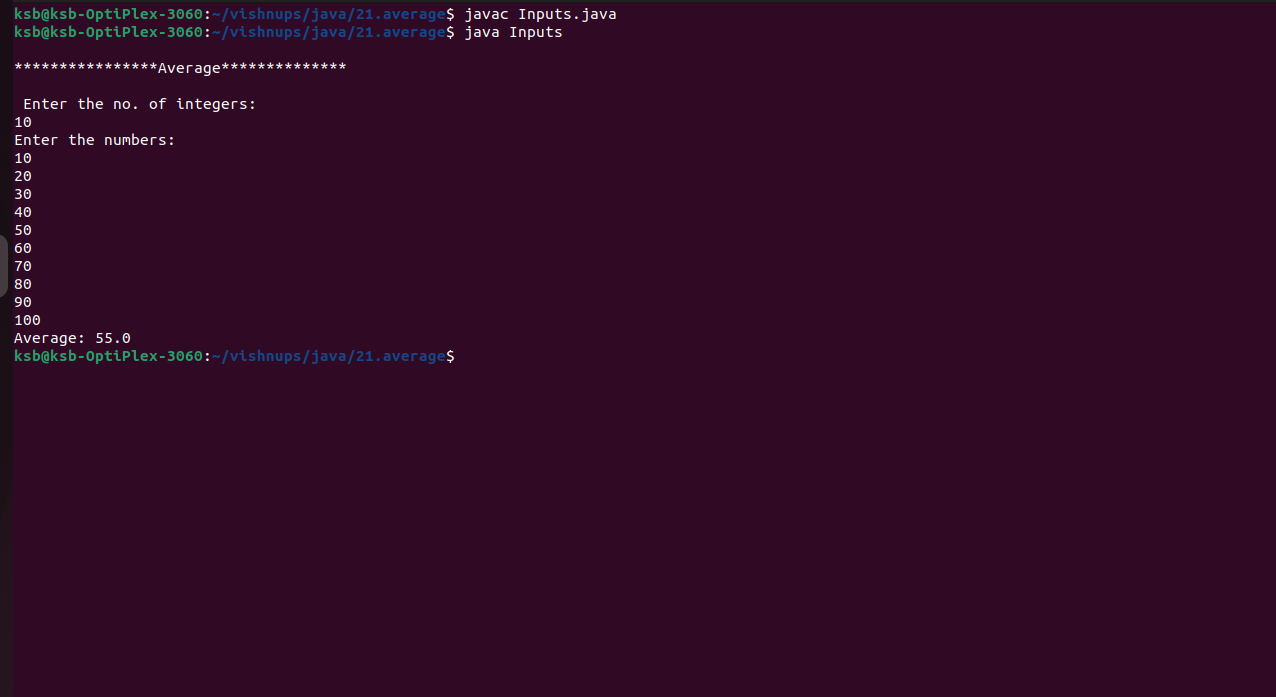 ksb@ksb-OptiPlex-3060:~/vishnups/java/21.average$ javac Inputs.java
ksb@ksb-OptiPlex-3060:~/vishnups/java/21.average$ java Inputs
****************Average**************
Enter the no. of integers:
10
Enter the numbers:
10
20
30
40
50
60
70
80
90
100
Average: 55.0
ksb@ksb-OptiPlex-3060:~/vishnups/java/21.average$